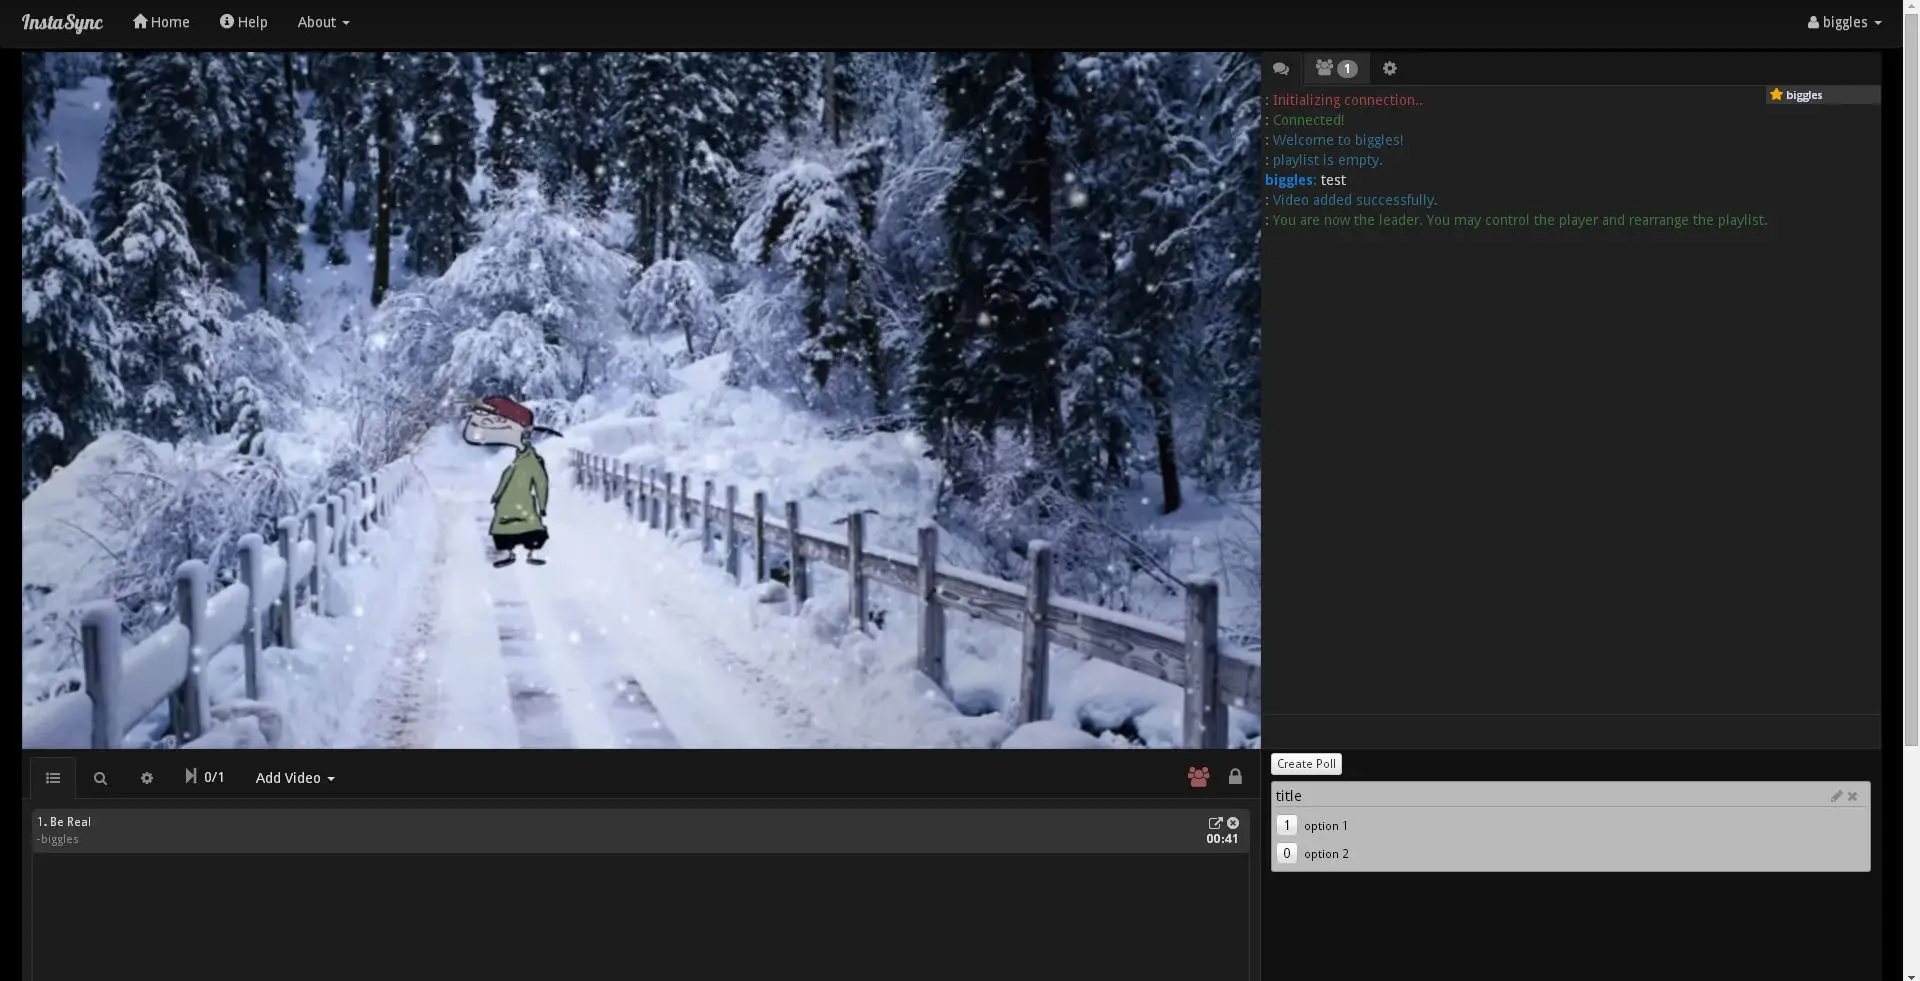 InstaSync Home Help About biggles
1
: Initializing connection..
biggles
: Connected!
: Welcome to biggles!
: playlist is empty.
biggles: test
: Video added successfully.
: You are now the leader. You may control the player and rearrange the playlist.
0/1 Add Video
1. Be Real
-biggles
00:41
Create Poll
title
1 option 1
0 option 2